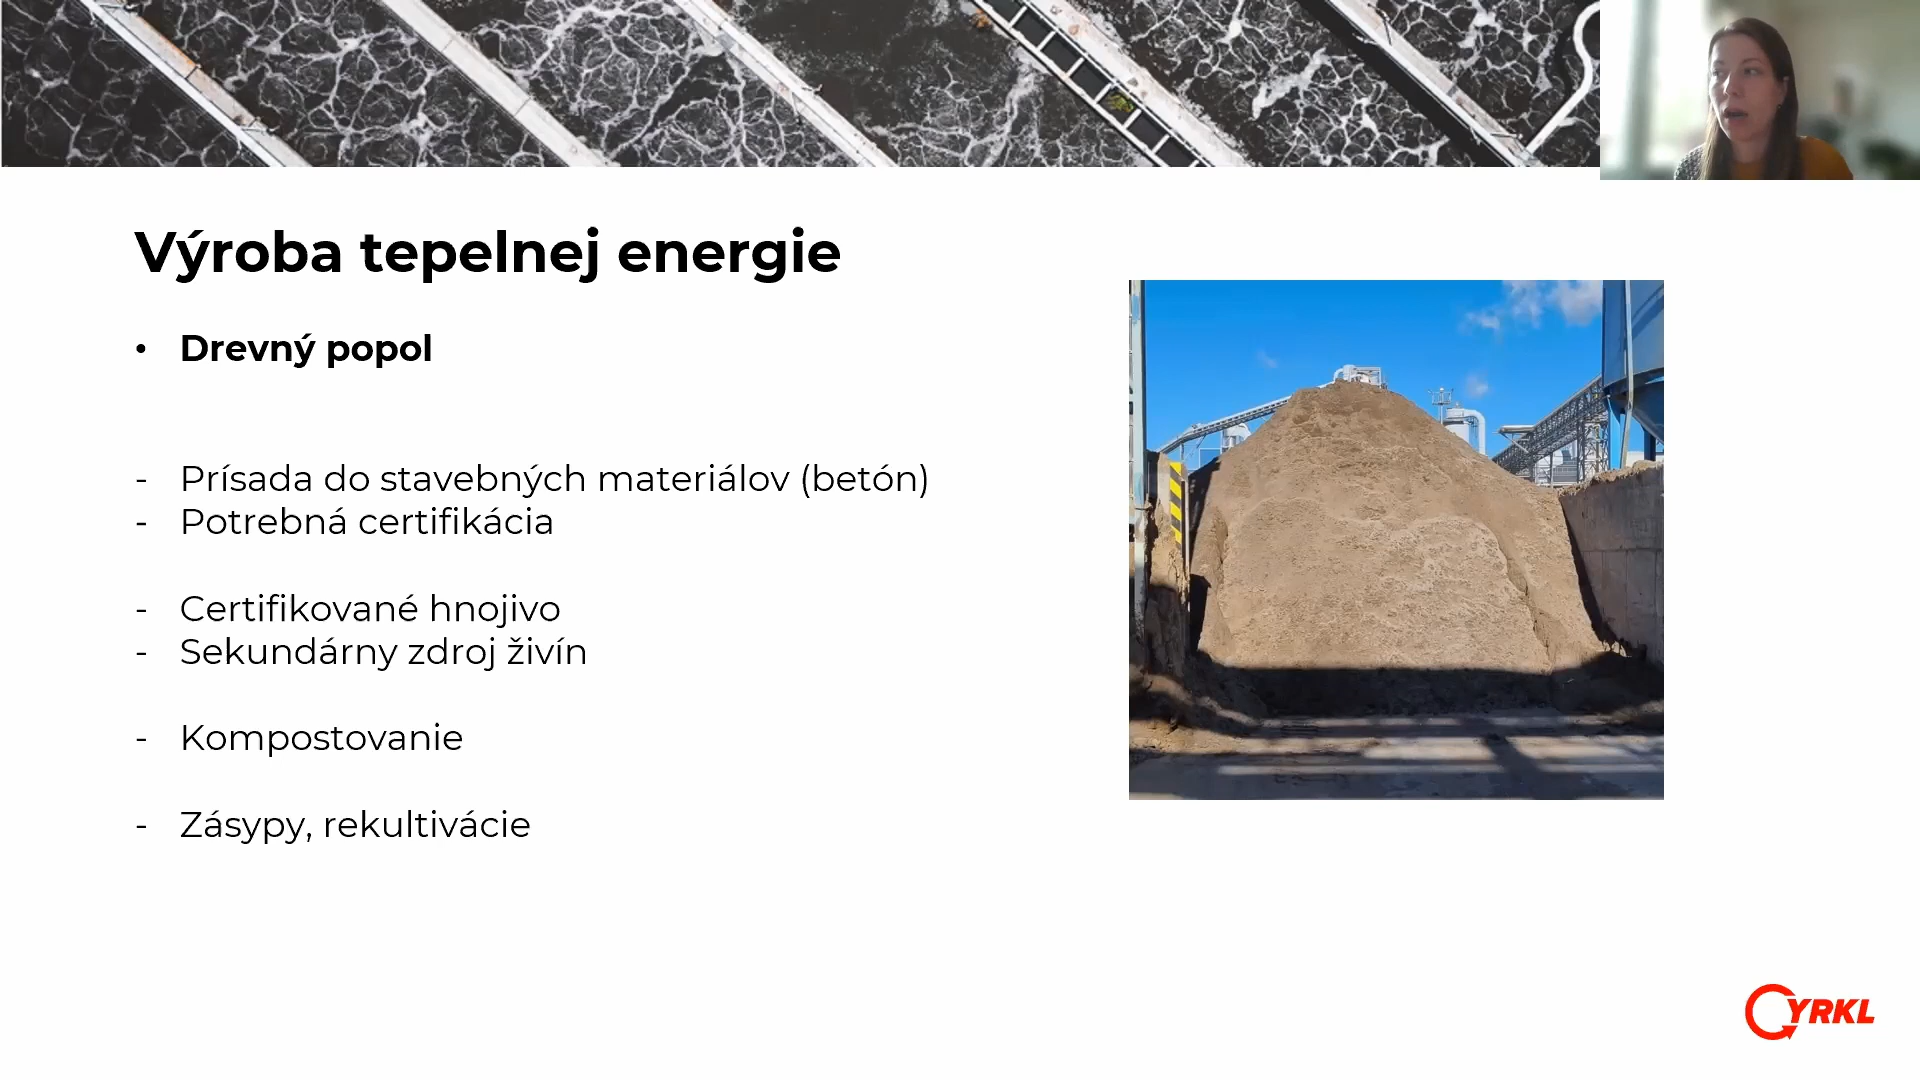 Výroba tepelnej energie
• Drevný popol
- Prísada do stavebných materiálov (betón)
- Potrebná certifikácia
- Certifikované hnojivo
- Sekundárny zdroj živín
- Kompostovanie
- Zásypy, rekultivácie
CYRKL